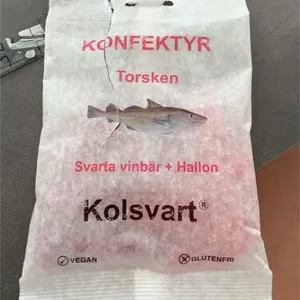 KONFEKTYR
Torsken
Svarta vinbär + Hallon
Kolsvart®
VEGAN GLUTENFRI